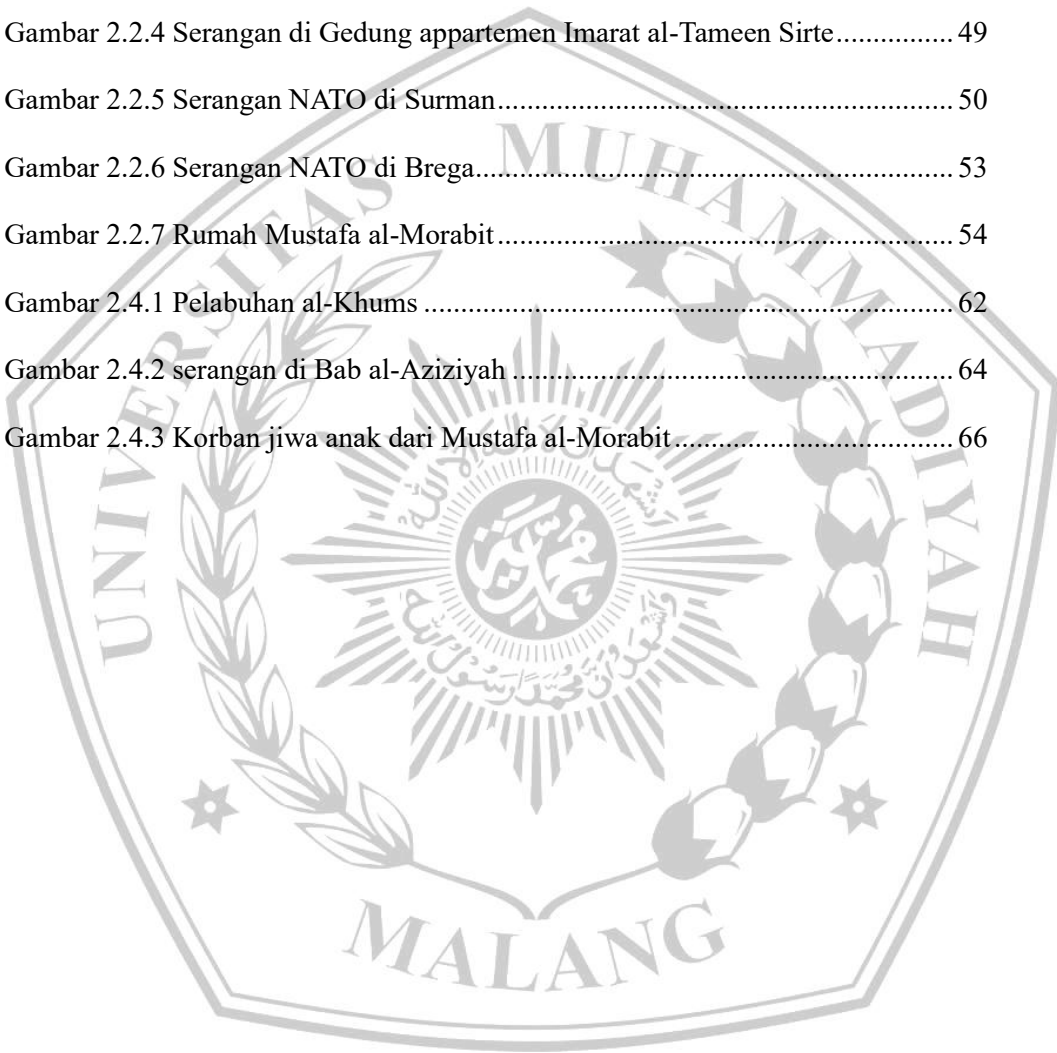 Gambar 2.2.4 Serangan di Gedung appartemen Imarat al-Tameen Sirte................ 49
Gambar 2.2.5 Serangan NATO di Surman.............................................................. 50
Gambar 2.2.6 Serangan NATO di Brega................................................................. 53
Gambar 2.2.7 Rumah Mustafa al-Morabit.............................................................. 54
Gambar 2.4.1 Pelabuhan al-Khums ........................................................................ 62
Gambar 2.4.2 serangan di Bab al-Aziziyah ............................................................ 64
Gambar 2.4.3 Korban jiwa anak dari Mustafa al-Morabit...................................... 66
UNIVERSITAS MUHAMMADIYAH
MALANG